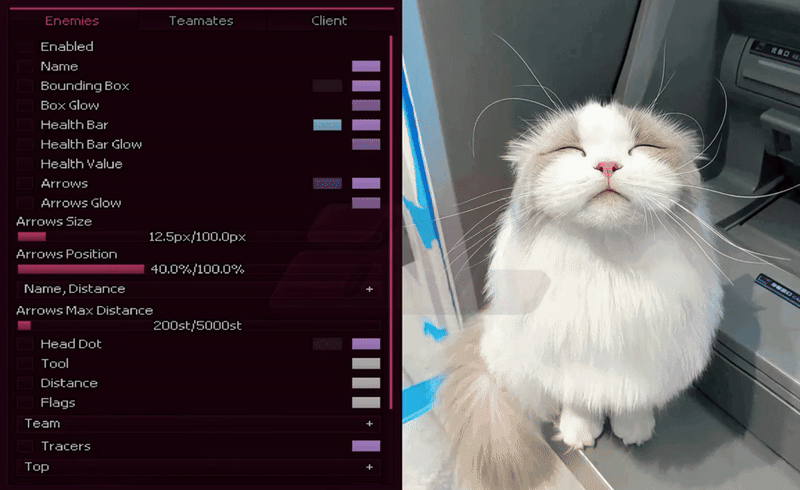 Enemies Teamates Client
Enabled
Name
Bounding Box
Box Glow
Health Bar
Health Bar Glow
Health Value
Arrows
Arrows Glow
Arrows Size
12.5px/100.0px
Arrows Position
40.0%/100.0%
Name, Distance +
Arrows Max Distance
200st/5000st
Head Dot
Tool
Distance
Flags
Team +
Tracers
Top +